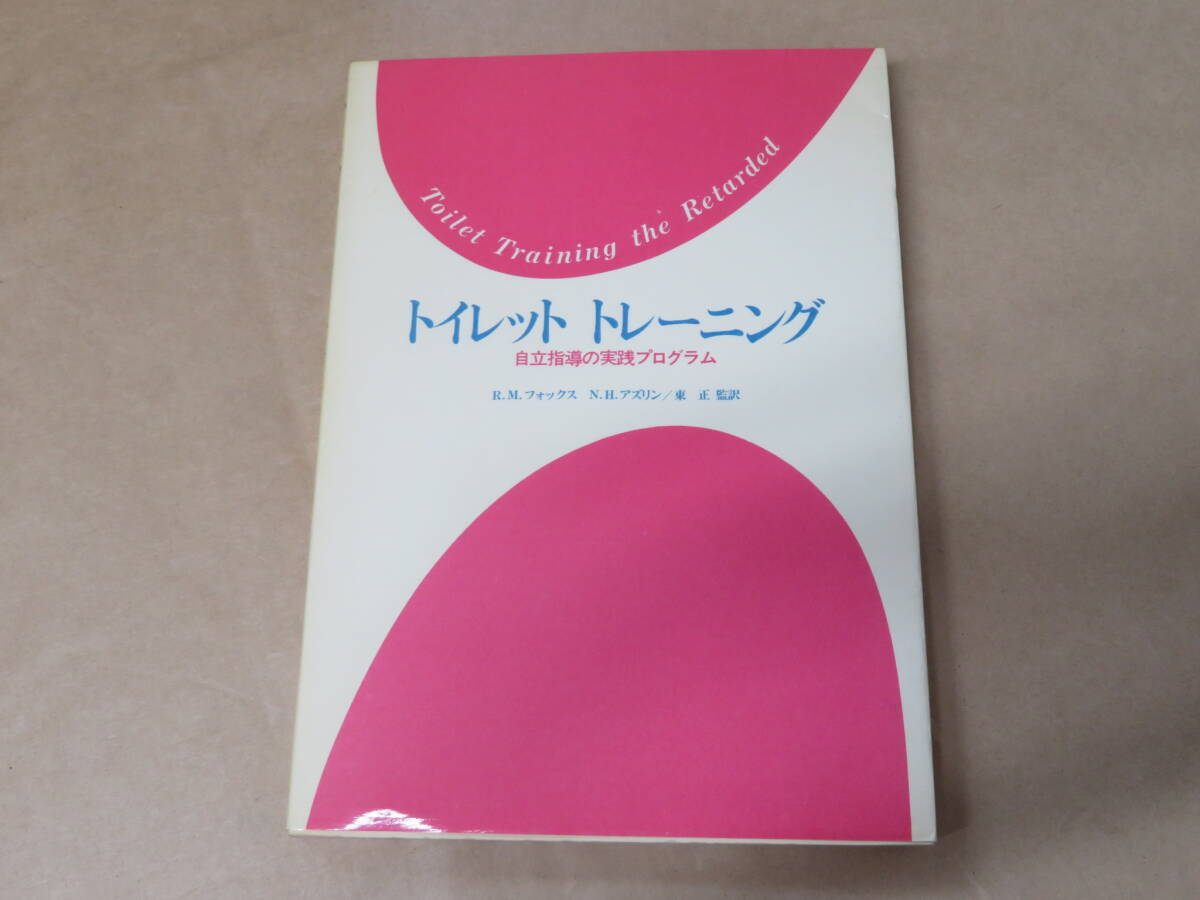 Toilet Training the Retarded
トイレット トレーニング
自立指導の実践プログラム
R.M.フォックス N.H.アズリン/東 正 監訳